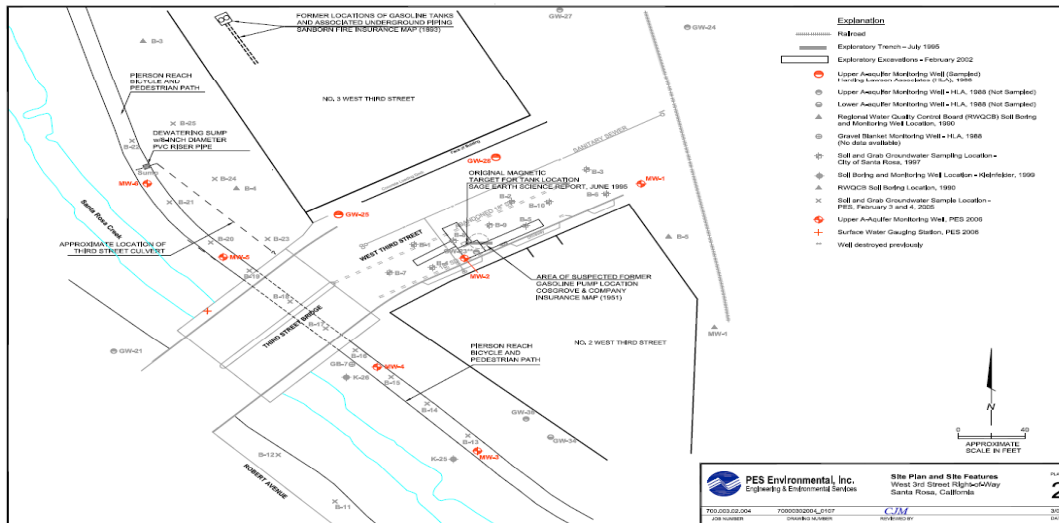 FORMER LOCATIONS OF GASOLINE TANKS
AND ASSOCIATED UNDERGROUND PIPING
SANBORN FIRE INSURANCE MAP (1893)
GW-27
GW-24
B-3
PIERSON REACH
BICYCLE AND
PEDESTRIAN PATH
NO. 3 WEST THIRD STREET
B-25
B-22
DEWATERING SUMP
w/8-INCH DIAMETER
PVC RISER PIPE
Sump
MW-6
B-24
B-4
B-21
Santa Rosa Creek
GW-25
Face of Building
GW-28
SANITARY SEWER
ORIGINAL MAGNETIC
TARGET FOR TANK LOCATION
SAGE EARTH SCIENCE REPORT, JUNE 1995
MW-1
B-3
B-10
B-5
B-9
B-1
B-7
B-6
WEST THIRD STREET
MW-2
APPROXIMATE LOCATION OF
THIRD STREET CULVERT
B-20
B-23
MW-5
B-19
B-18
B-17
THIRD STREET BRIDGE
AREA OF SUSPECTED FORMER
GASOLINE PUMP LOCATION
COSGROVE & COMPANY
INSURANCE MAP (1951)
MW-4
GW-21
B-16
GB-7
MW-4
K-26
B-15
PIERSON REACH
BICYCLE AND
PEDESTRIAN PATH
NO. 2 WEST THIRD STREET
B-14
B-13
MW-3
K-25
GW-34
B-12
ROBERT AVENUE
B-11
Explanation
Railroad
Exploratory Trench - July 1995
Exploratory Excavations - February 2002
Upper A-aquifer Monitoring Well (Sampled)
Harding Lawson Associates (HLA), 1988
Upper A-aquifer Monitoring Well - HLA, 1988 (Not Sampled)
Lower A-aquifer Monitoring Well - HLA, 1988 (Not Sampled)
Regional Water Quality Control Board (RWQCB) Soil Boring
and Monitoring Well Location, 1990
Gravel Blanket Monitoring Well - HLA, 1988
(No data available)
Soil and Grab Groundwater Sampling Location -
City of Santa Rosa, 1997
Soil Boring and Monitoring Well Location - Kleinfelder, 1999
RWQCB Soil Boring Location, 1990
Soil and Grab Groundwater Sample Location -
PES, February 3 and 4, 2005
Upper A-Aquifer Monitoring Well, PES 2006
Surface Water Gauging Station, PES 2006
Well destroyed previously
N
0 40
APPROXIMATE
SCALE IN FEET
PES Environmental, Inc.
Engineering & Environmental Services
Site Plan and Site Features
West 3rd Street Right-of-Way
Santa Rosa, California
2
700.003.02.004
JOB NUMBER
70000302004_0107
DRAWING NUMBER
CJM
REVIEWED BY